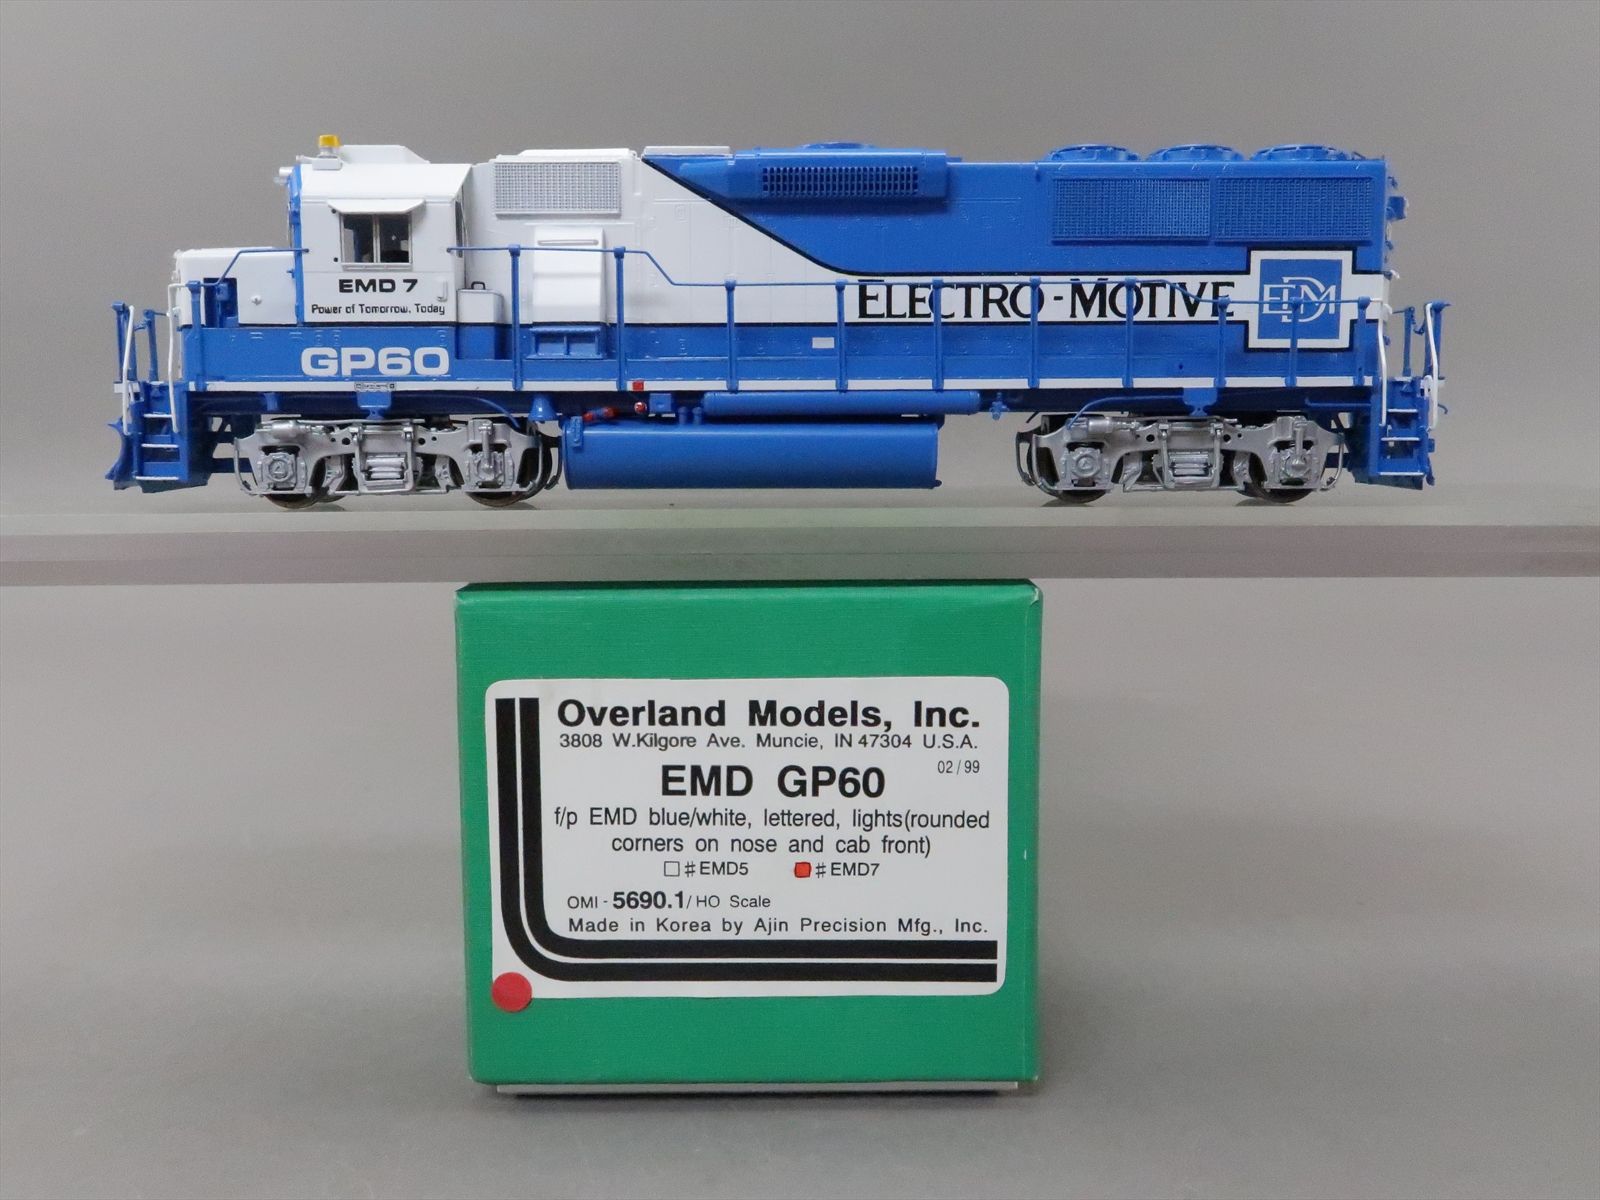 EMD 7
Power of Tomorrow, Today
GP60
ELECTRO-MOTIVE
EMD
Overland Models, Inc.
3808 W.Kilgore Ave. Muncie, IN 47304 U.S.A.
02/99
EMD GP60
f/p EMD blue/white, lettered, lights(rounded
corners on nose and cab front)
#EMD5 #EMD7
OMI-5690.1/HO Scale
Made in Korea by Ajin Precision Mfg., Inc.